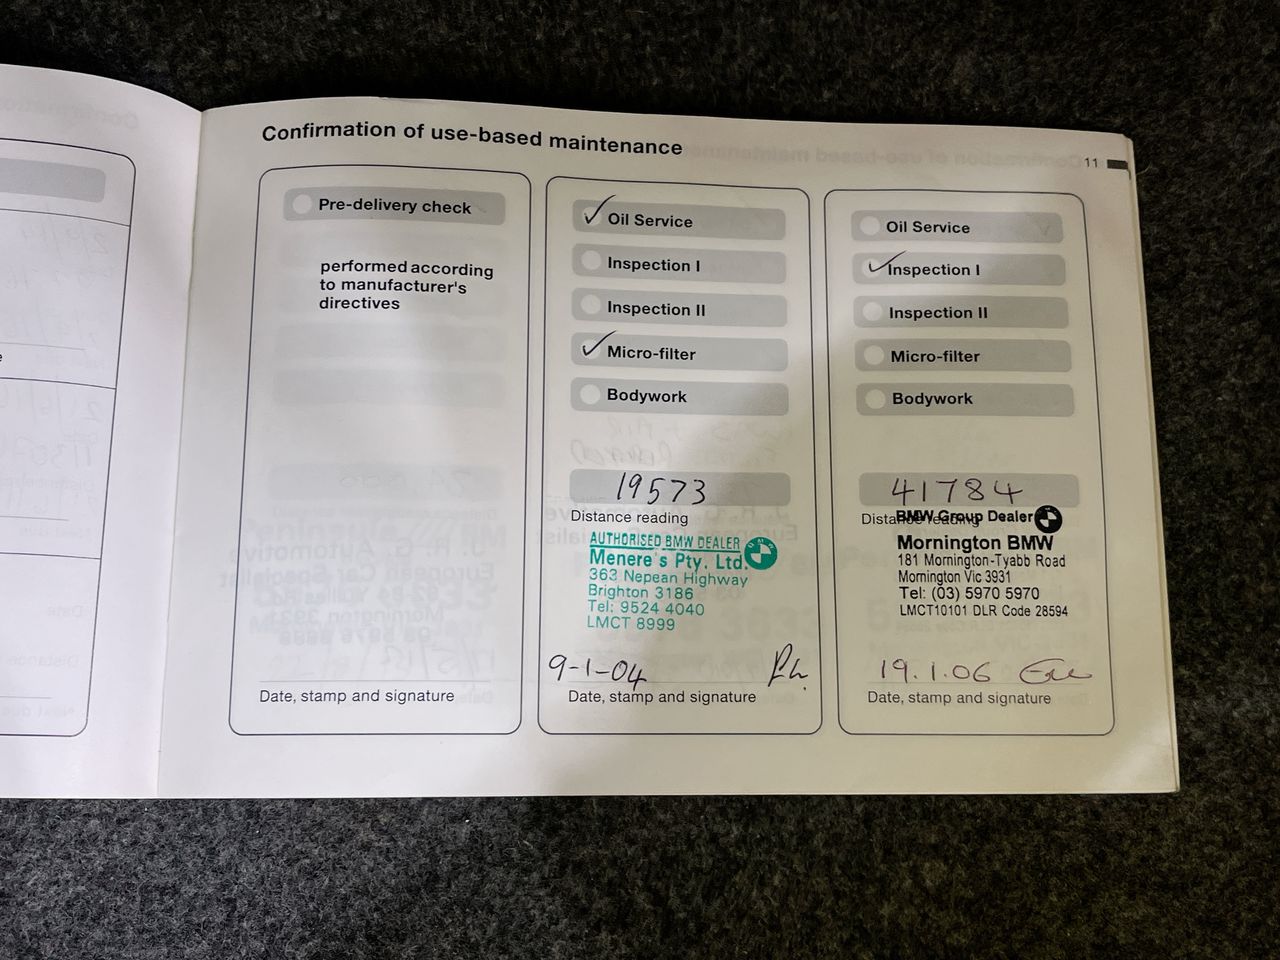 Confirmation of use-based maintenance
11
Pre-delivery check
performed according
to manufacturer's
directives
Date, stamp and signature
Oil Service
Inspection I
Inspection II
Micro-filter
Bodywork
19573
Distance reading
AUTHORISED BMW DEALER
Menere's Pty. Ltd.
363 Nepean Highway
Brighton 3186
Tel: 9524 4040
LMCT 8999
9-1-04
Date, stamp and signature
Oil Service
Inspection I
Inspection II
Micro-filter
Bodywork
41784
Distance reading
BMW Group Dealer
Mornington BMW
181 Mornington-Tyabb Road
Mornington Vic 3931
Tel: (03) 5970 5970
LMCT10101 DLR Code 28594
19.1.06
Date, stamp and signature